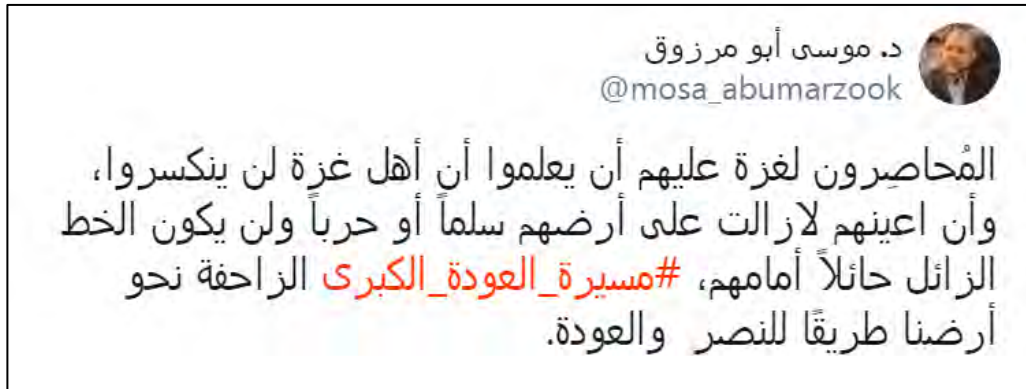 د. موسى أبو مرزوق
@mosa_abumarzook
المُحاصِرون لغزة عليهم أن يعلموا أن أهل غزة لن ينكسروا،
وأن اعينهم لازالت على أرضهم سلماً أو حرباً ولن يكون الخط
الزائل حائلاً أمامهم، #مسيرة_العودة_الكبرى الزاحفة نحو
أرضنا طريقًا للنصر والعودة.